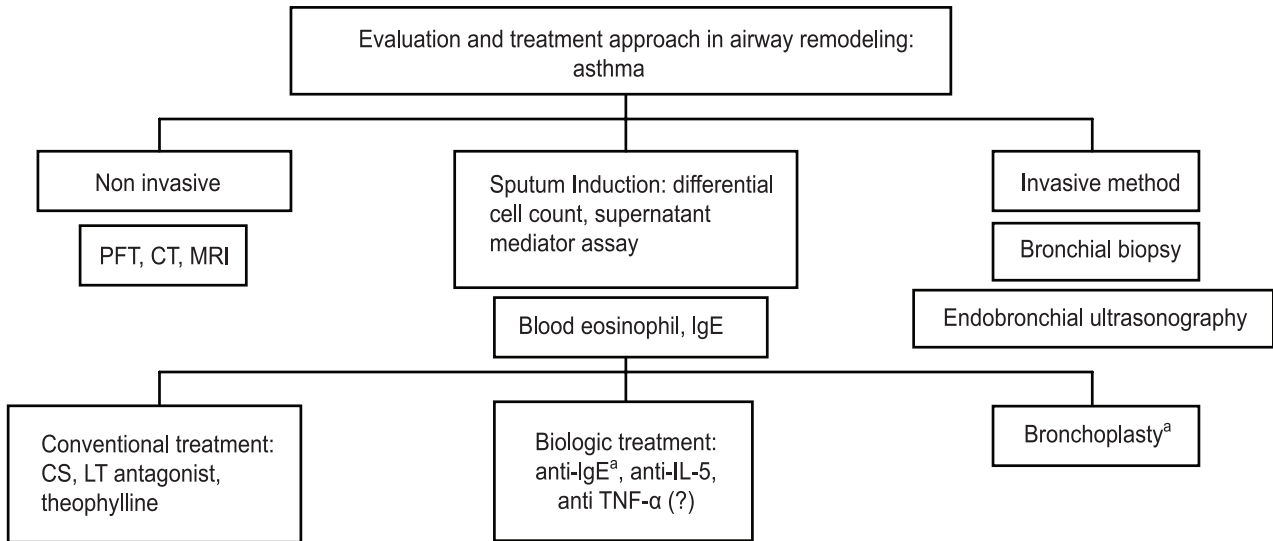 Evaluation and treatment approach in airway remodeling:
asthma
Non invasive
PFT, CT, MRI
Sputum Induction: differential
cell count, supernatant
mediator assay
Blood eosinophil, IgE
Invasive method
Bronchial biopsy
Endobronchial ultrasonography
Conventional treatment:
CS, LT antagonist,
theophylline
Biologic treatment:
anti-IgEᵃ, anti-IL-5,
anti TNF-α (?)
Bronchoplastyᵃ